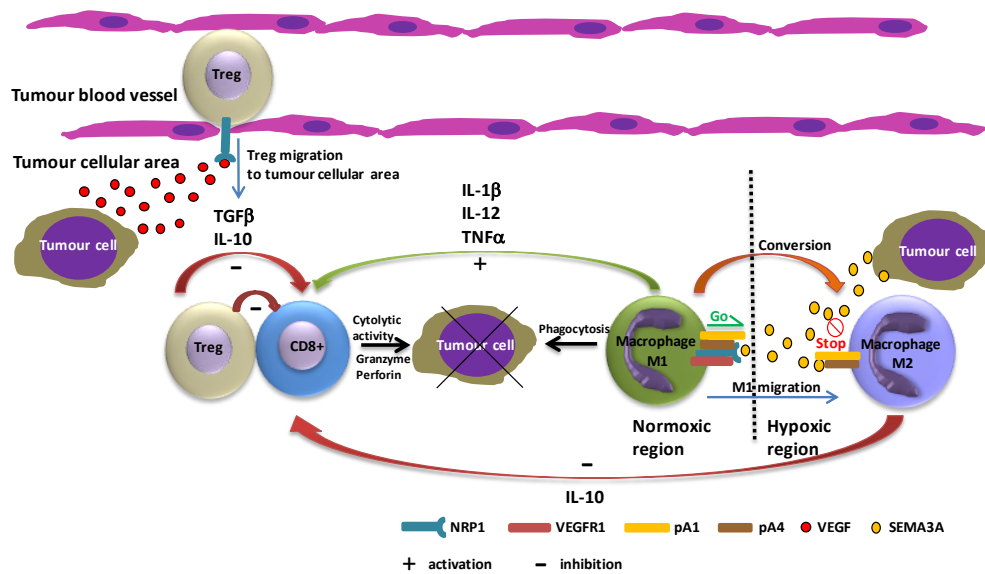 Treg
Tumour blood vessel
Tumour cellular area
Treg migration
to tumour cellular area
Tumour cell
TGFβ
IL-10
−
IL-1β
IL-12
TNFα
+
Conversion
Tumour cell
−
Treg
CD8+
Cytolytic
activity
Granzyme
Perforin
Tumour cell
Phagocytosis
Macrophage
M1
Go
Stop
Macrophage
M2
M1 migration
Normoxic
region
Hypoxic
region
−
IL-10
NRP1 VEGFR1 pA1 pA4 VEGF SEMA3A
+ activation − inhibition